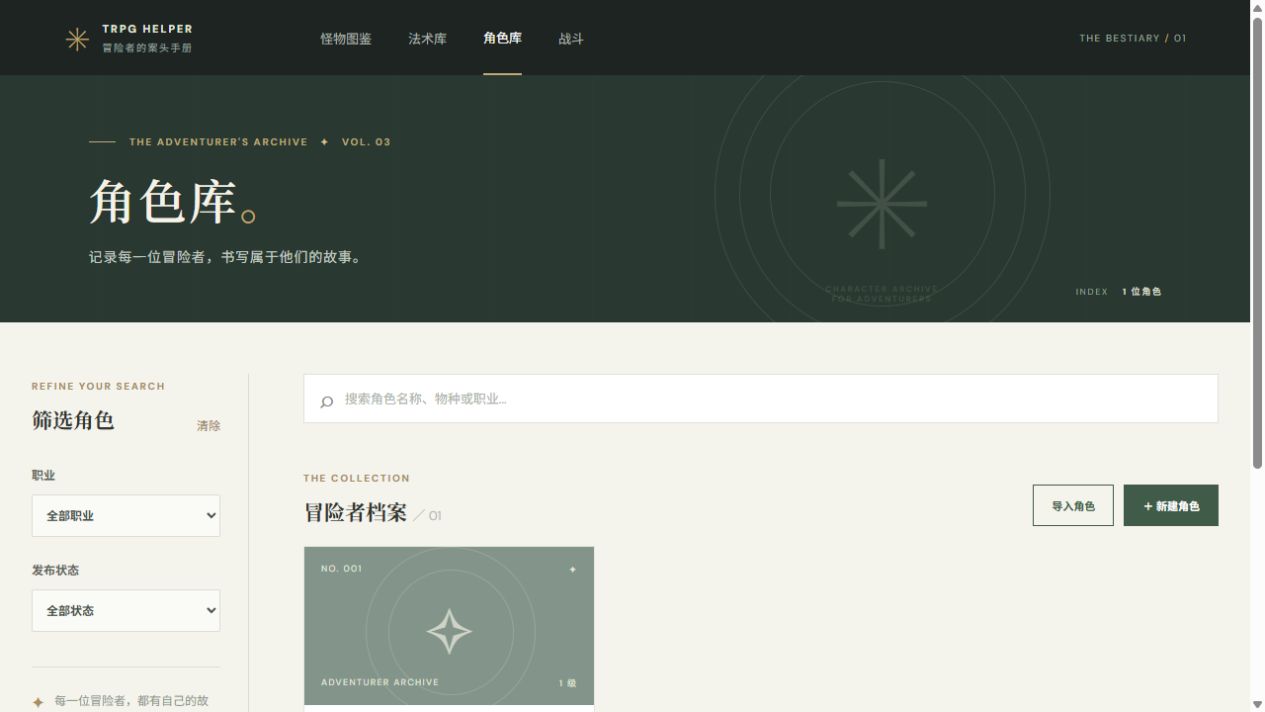 TRPG HELPER
冒险者的案头手册
怪物图鉴
法术库
角色库
战斗
THE BESTIARY / 01
THE ADVENTURER'S ARCHIVE ✦ VOL. 03
角色库。
记录每一位冒险者，书写属于他们的故事。
CHARACTER ARCHIVE
FOR ADVENTURERS
INDEX 1 位角色
REFINE YOUR SEARCH
筛选角色
清除
职业
全部职业
发布状态
全部状态
✦ 每一位冒险者，都有自己的故
搜索角色名称、物种或职业...
THE COLLECTION
冒险者档案 ／ 01
导入角色
＋ 新建角色
NO. 001
✦
ADVENTURER ARCHIVE
1 级